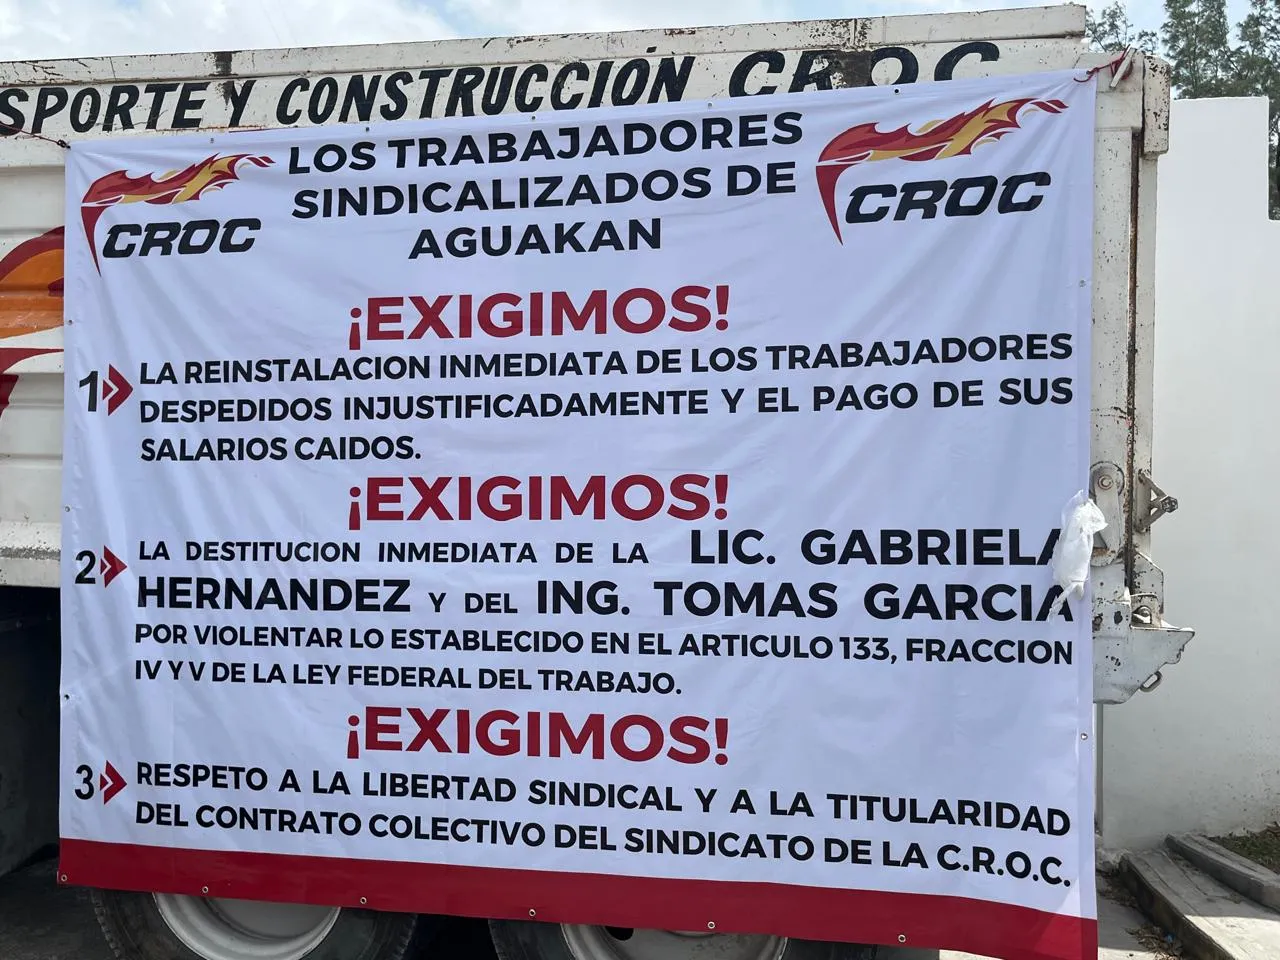 SPORTE Y CONSTRUCCIÓN CROC
CROC
LOS TRABAJADORES
SINDICALIZADOS DE
AGUAKAN
CROC
¡EXIGIMOS!
1 LA REINSTALACION INMEDIATA DE LOS TRABAJADORES
DESPEDIDOS INJUSTIFICADAMENTE Y EL PAGO DE SUS
SALARIOS CAIDOS.
¡EXIGIMOS!
2 LA DESTITUCION INMEDIATA DE LA LIC. GABRIELA
HERNANDEZ Y DEL ING. TOMAS GARCIA
POR VIOLENTAR LO ESTABLECIDO EN EL ARTICULO 133, FRACCION
IV Y V DE LA LEY FEDERAL DEL TRABAJO.
¡EXIGIMOS!
3 RESPETO A LA LIBERTAD SINDICAL Y A LA TITULARIDAD
DEL CONTRATO COLECTIVO DEL SINDICATO DE LA C.R.O.C.